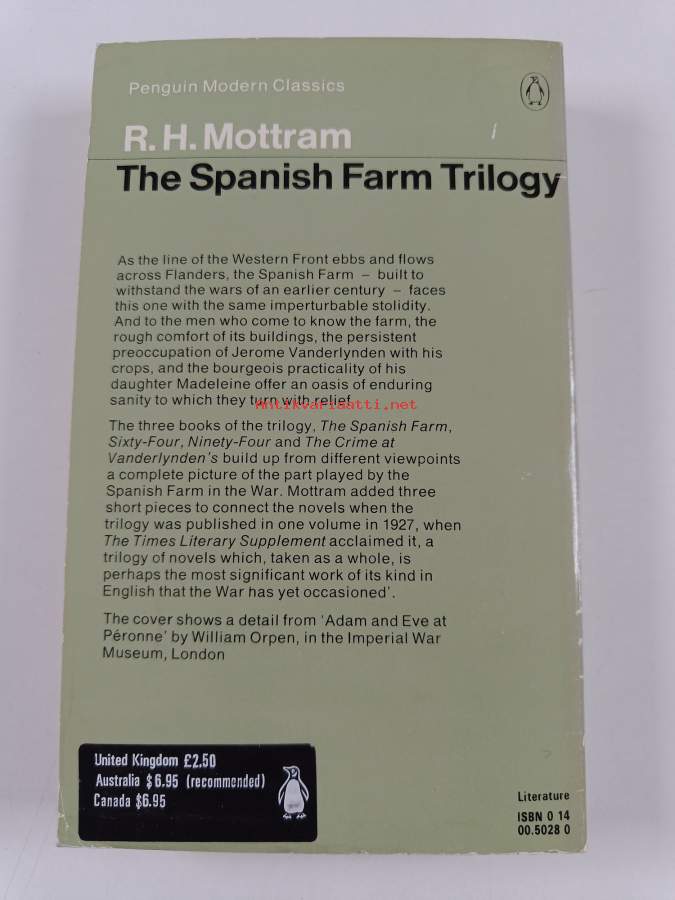 Penguin Modern Classics
R. H. Mottram
The Spanish Farm Trilogy
As the line of the Western Front ebbs and flows
across Flanders, the Spanish Farm – built to
withstand the wars of an earlier century – faces
this one with the same imperturbable stolidity.
And to the men who come to know the farm, the
rough comfort of its buildings, the persistent
preoccupation of Jerome Vanderlynden with his
crops, and the bourgeois practicality of his
daughter Madeleine offer an oasis of enduring
sanity to which they turn with relief
Antikvariaatti.net
The three books of the trilogy, The Spanish Farm,
Sixty-Four, Ninety-Four and The Crime at
Vanderlynden's build up from different viewpoints
a complete picture of the part played by the
Spanish Farm in the War. Mottram added three
short pieces to connect the novels when the
trilogy was published in one volume in 1927, when
The Times Literary Supplement acclaimed it, a
trilogy of novels which, taken as a whole, is
perhaps the most significant work of its kind in
English that the War has yet occasioned'.
The cover shows a detail from 'Adam and Eve at
Péronne' by William Orpen, in the Imperial War
Museum, London
United Kingdom £2.50
Australia $6.95 (recommended)
Canada $6.95
Literature
ISBN 0 14
00.5028 0